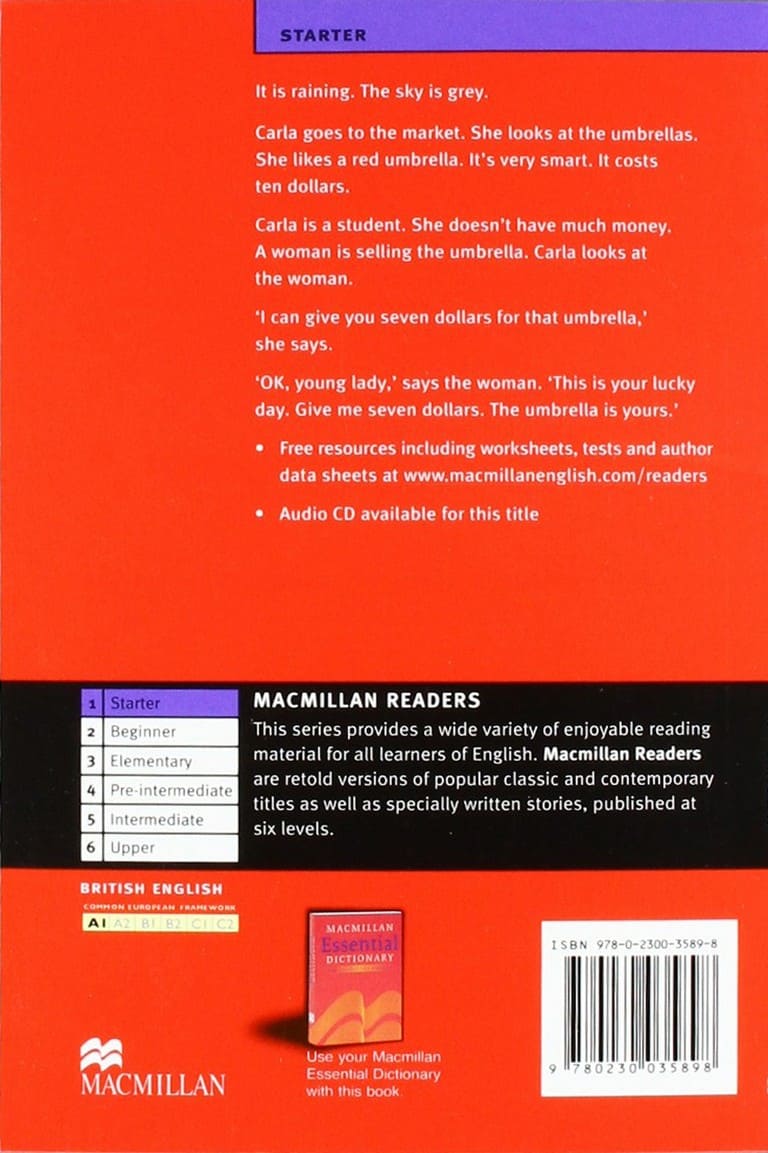 STARTER
It is raining. The sky is grey.
Carla goes to the market. She looks at the umbrellas.
She likes a red umbrella. It's very smart. It costs
ten dollars.
Carla is a student. She doesn't have much money.
A woman is selling the umbrella. Carla looks at
the woman.
‘I can give you seven dollars for that umbrella,’
she says.
‘OK, young lady,’ says the woman. ‘This is your lucky
day. Give me seven dollars. The umbrella is yours.’
• Free resources including worksheets, tests and author
data sheets at www.macmillanenglish.com/readers
• Audio CD available for this title
1 Starter
2 Beginner
3 Elementary
4 Pre-intermediate
5 Intermediate
6 Upper
MACMILLAN READERS
This series provides a wide variety of enjoyable reading
material for all learners of English. Macmillan Readers
are retold versions of popular classic and contemporary
titles as well as specially written stories, published at
six levels.
BRITISH ENGLISH
COMMON EUROPEAN FRAMEWORK
A1 A2 B1 B2 C1 C2
MACMILLAN
MACMILLAN
Essential
DICTIONARY
Use your Macmillan
Essential Dictionary
with this book.
ISBN 978-0-2300-3589-8
9 780230 035898